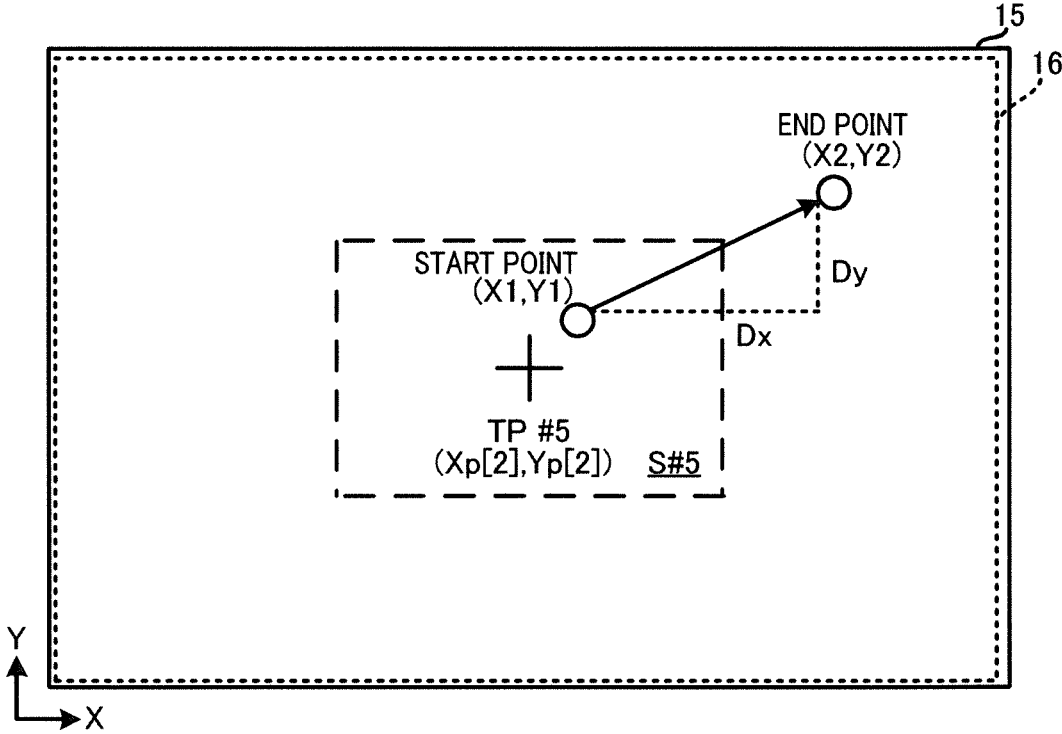 15
16
END POINT
(X2,Y2)
START POINT
(X1,Y1)
Dy
Dx
TP #5
(Xp[2],Yp[2])
S#5
Y
X